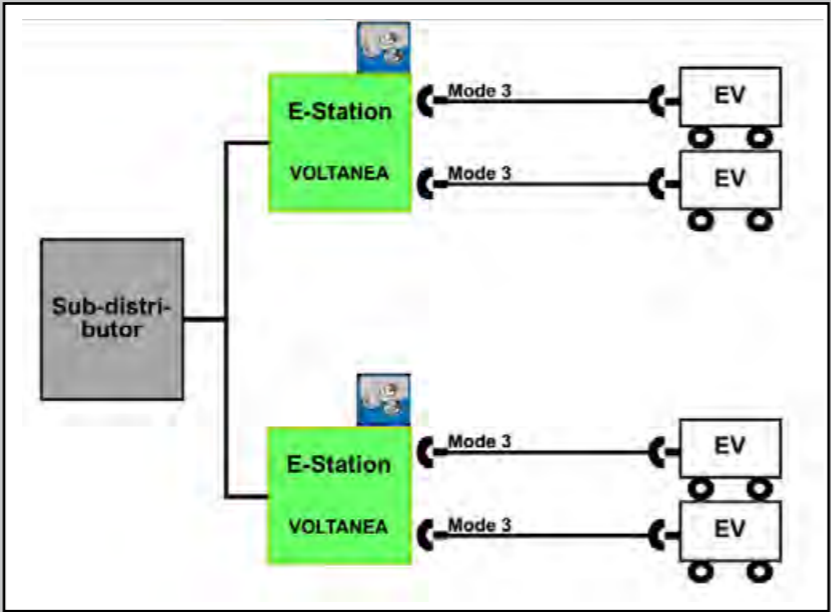 E-Station
VOLTANEA
Mode 3
EV
Mode 3
EV
Sub-distri-
butor
E-Station
VOLTANEA
Mode 3
EV
Mode 3
EV